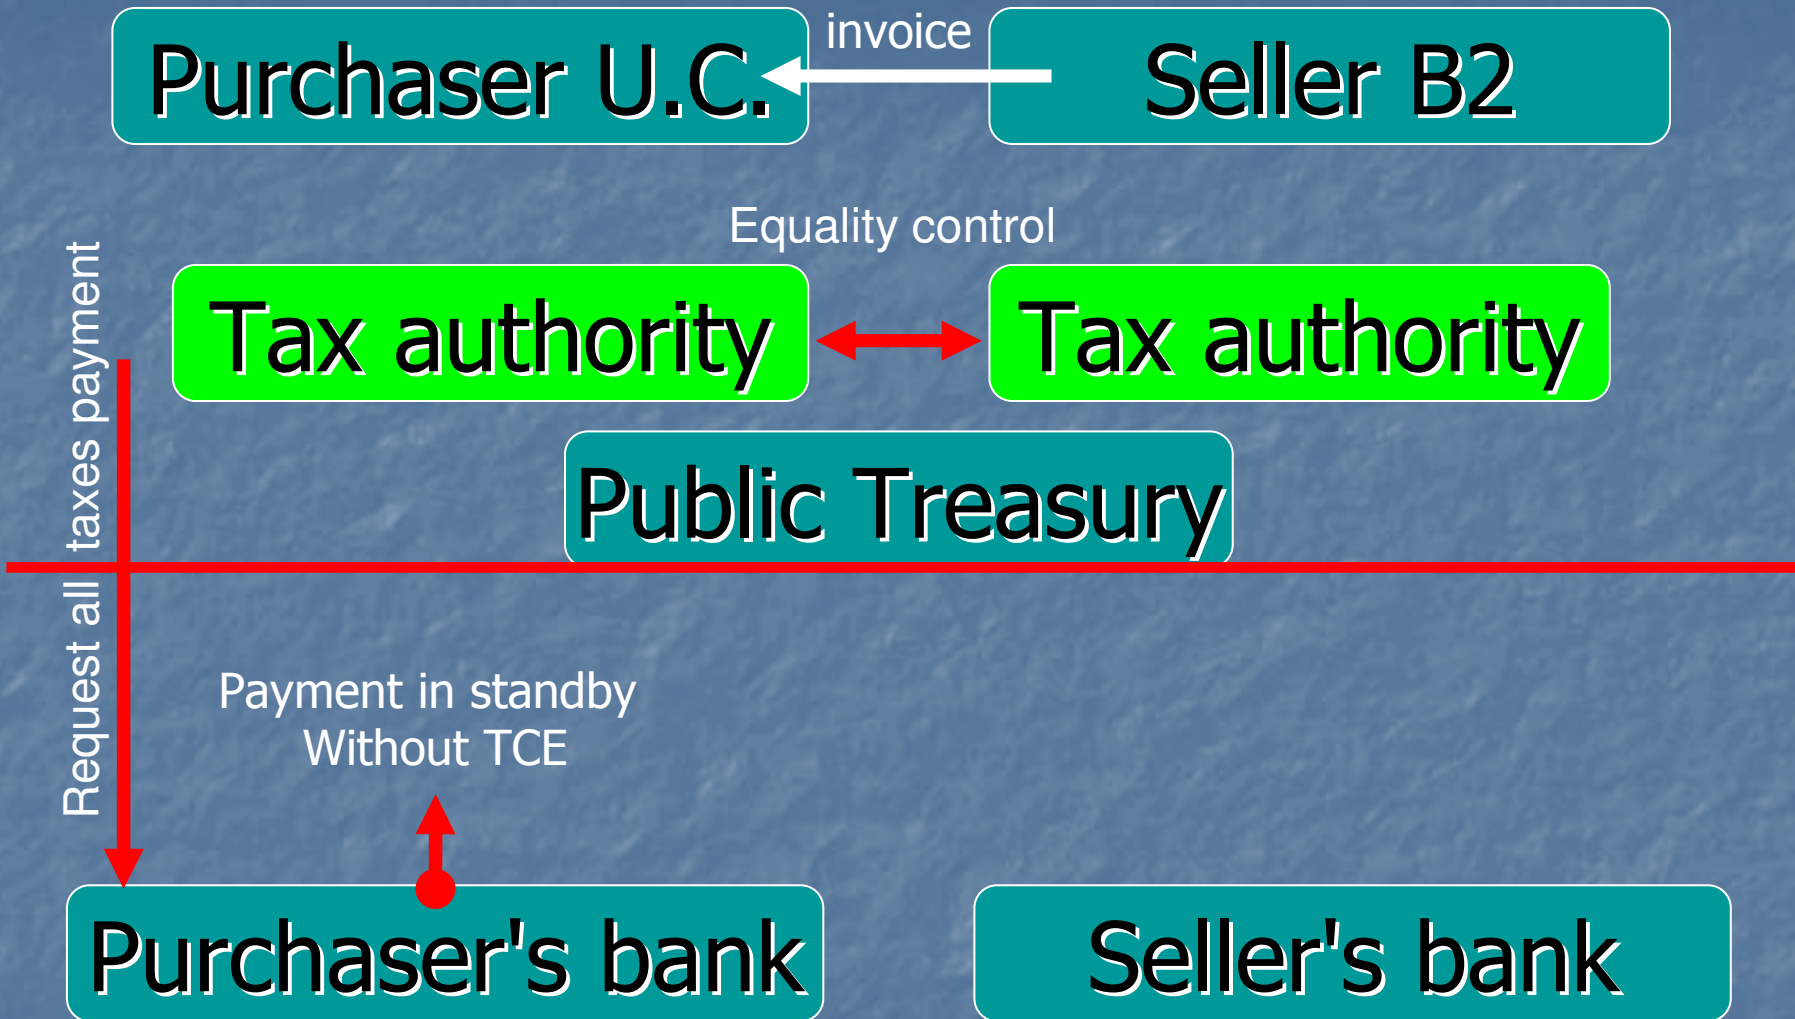 invoice
Purchaser U.C.
Seller B2
Equality control
Tax authority
Tax authority
Request all taxes payment
Public Treasury
Payment in standby
Without TCE
Purchaser's bank
Seller's bank